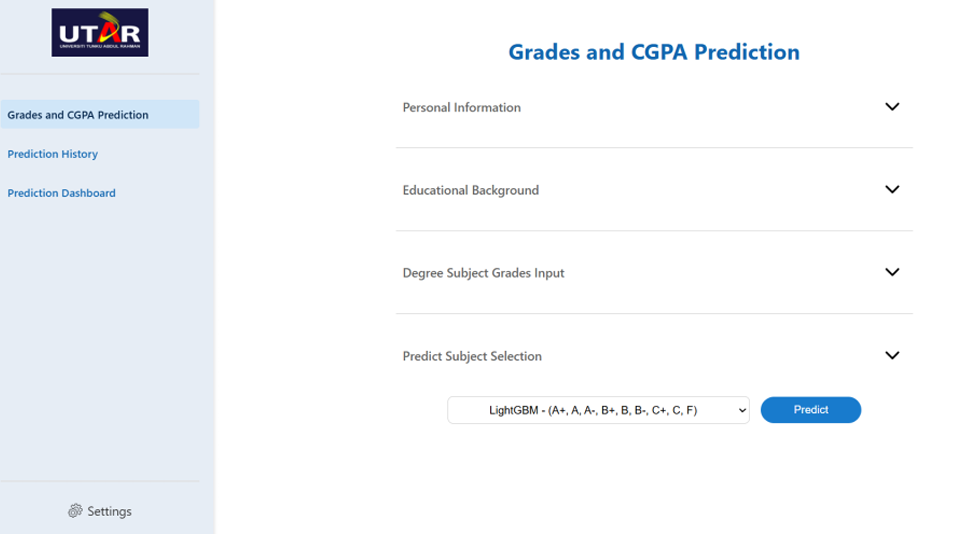 UTAR
UNIVERSITI TUNKU ABDUL RAHMAN
Grades and CGPA Prediction
Prediction History
Prediction Dashboard
Settings
Grades and CGPA Prediction
Personal Information
Educational Background
Degree Subject Grades Input
Predict Subject Selection
LightGBM - (A+, A, A-, B+, B, B-, C+, C, F)
Predict